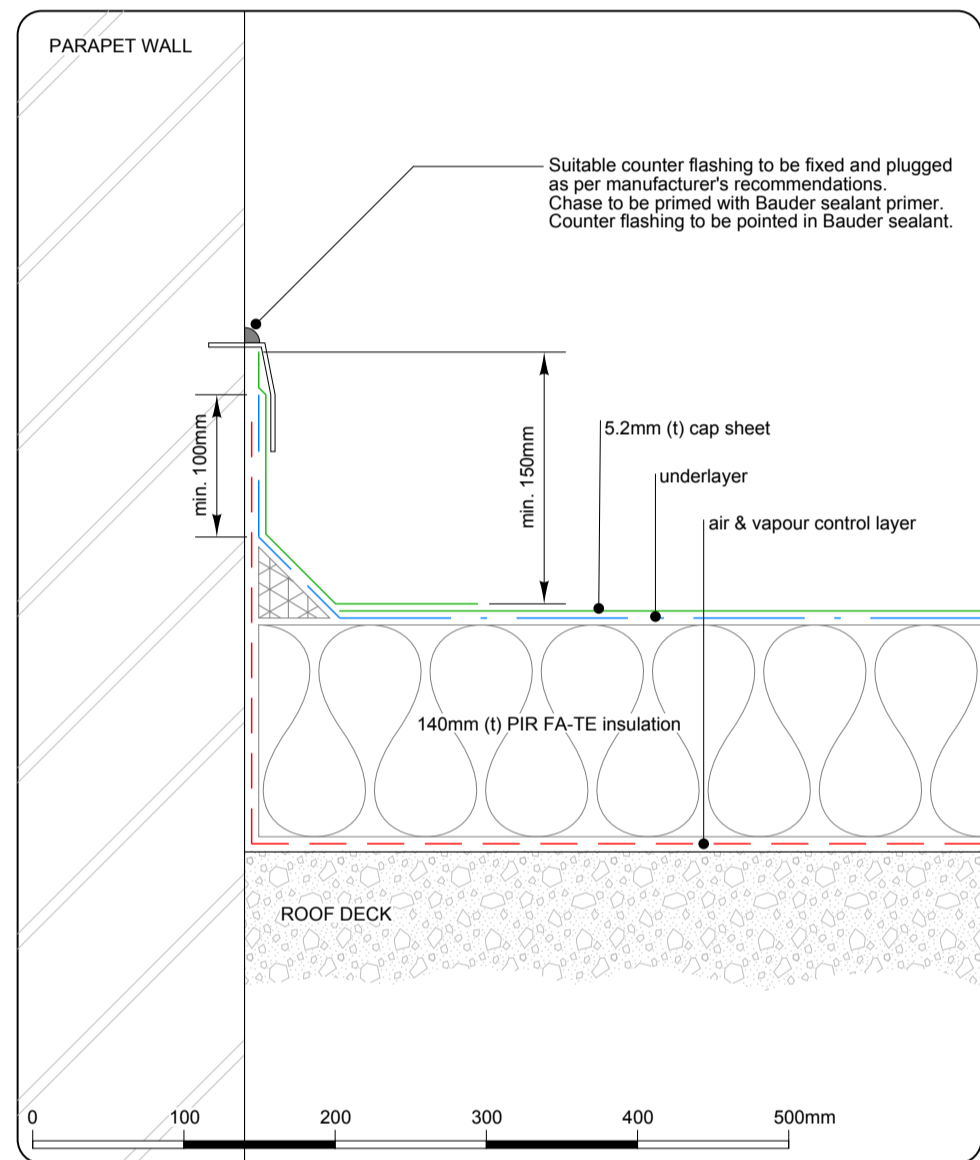 PARAPET WALL
Suitable counter flashing to be fixed and plugged
as per manufacturer's recommendations.
Chase to be primed with Bauder sealant primer.
Counter flashing to be pointed in Bauder sealant.
min. 100mm
min. 150mm
5.2mm (t) cap sheet
underlayer
air & vapour control layer
140mm (t) PIR FA-TE insulation
ROOF DECK
0 100 200 300 400 500mm